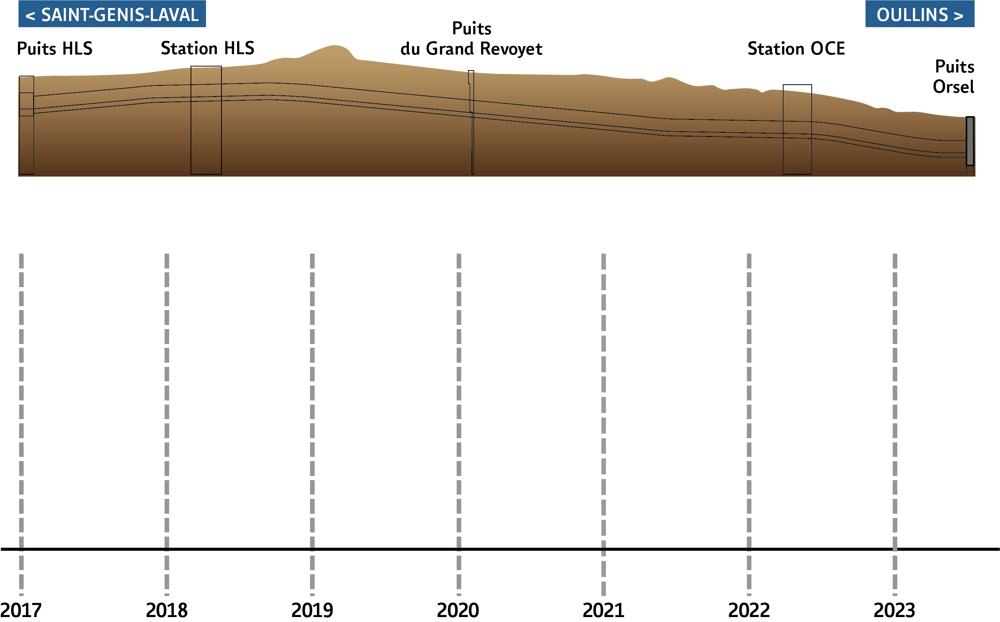 < SAINT-GENIS-LAVAL
OULLINS >
Puits HLS
Station HLS
Puits
du Grand Revoyet
Station OCE
Puits
Orsel
2017
2018
2019
2020
2021
2022
2023